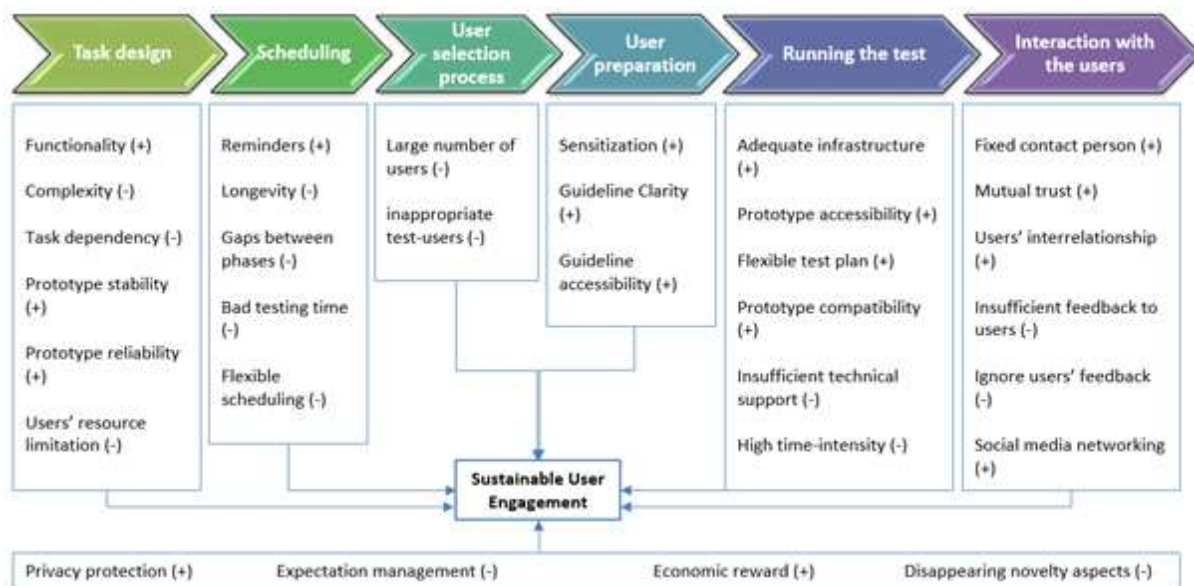 Task design
Scheduling
User
selection
process
User
preparation
Running the test
Interaction with
the users
Functionality (+)
Complexity (-)
Task dependency (-)
Prototype stability
(+)
Prototype reliability
(+)
Users' resource
limitation (-)
Reminders (+)
Longevity (-)
Gaps between
phases (-)
Bad testing time
(-)
Flexible
scheduling (-)
Large number of
users (-)
inappropriate
test-users (-)
Sensitization (+)
Guideline Clarity
(+)
Guideline
accessibility (+)
Adequate infrastructure
(+)
Prototype accessibility (+)
Flexible test plan (+)
Prototype compatibility
(+)
Insufficient technical
support (-)
High time-intensity (-)
Fixed contact person (+)
Mutual trust (+)
Users' interrelationship
(+)
Insufficient feedback to
users (-)
Ignore users' feedback
(-)
Social media networking
(+)
Sustainable User
Engagement
Privacy protection (+) Expectation management (-) Economic reward (+) Disappearing novelty aspects (-)